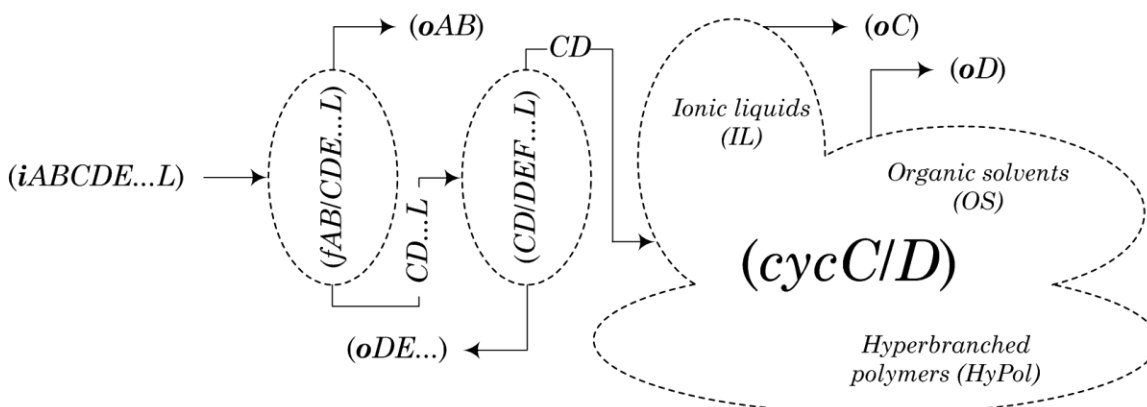 (iABCDE...L)
(fAB/CDE...L)
(oAB)
CD...L
(CD/DEF...L)
(oDE...)
CD
(oC)
(oD)
Ionic liquids
(IL)
Organic solvents
(OS)
(cycC/D)
Hyperbranched
polymers (HyPol)